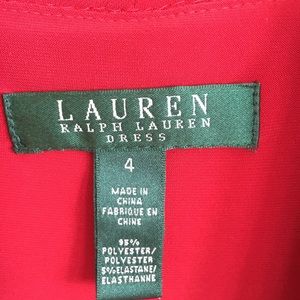 LAUREN
RALPH LAUREN
DRESS
4
MADE IN
CHINA
FABRIQUE EN
CHINE
95%
POLYESTER/
POLYESTER
5%ELASTANE/
ELASTHANNE